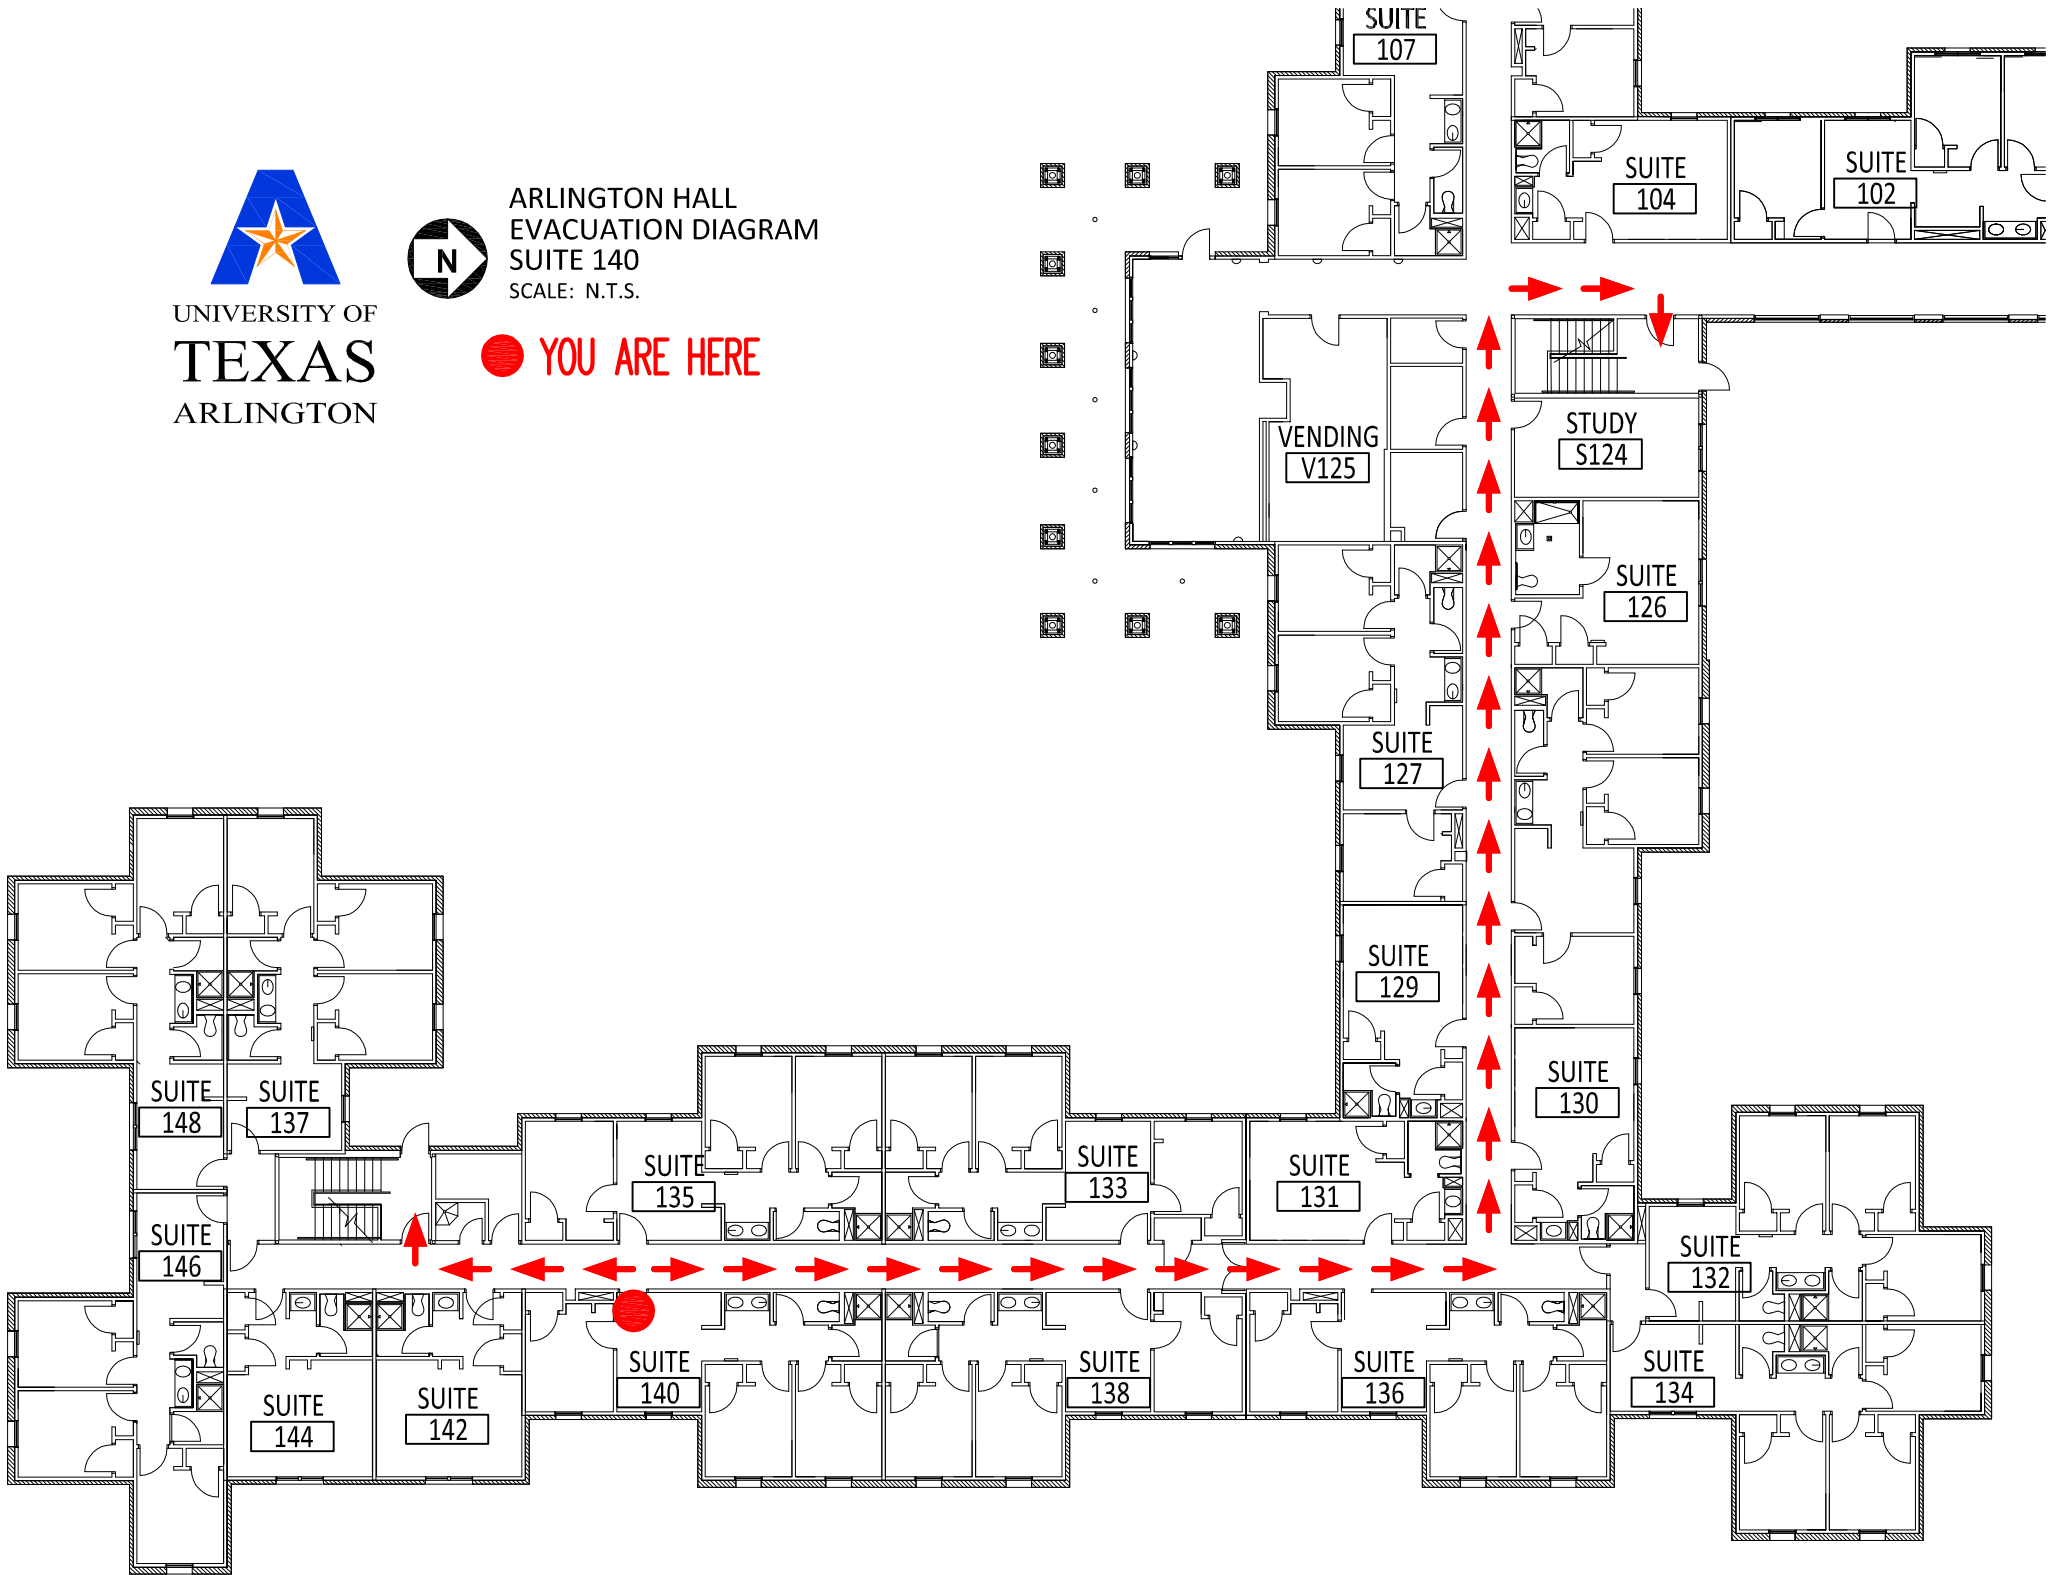 SUITE
107
SUITE
104
SUITE
102
UNIVERSITY OF
TEXAS
ARLINGTON
N
ARLINGTON HALL
EVACUATION DIAGRAM
SUITE 140
SCALE: N.T.S.
YOU ARE HERE
VENDING
V125
STUDY
S124
SUITE
126
SUITE
127
SUITE
129
SUITE
130
SUITE
148
SUITE
137
SUITE
135
SUITE
133
SUITE
131
SUITE
146
SUITE
132
SUITE
144
SUITE
142
SUITE
140
SUITE
138
SUITE
136
SUITE
134